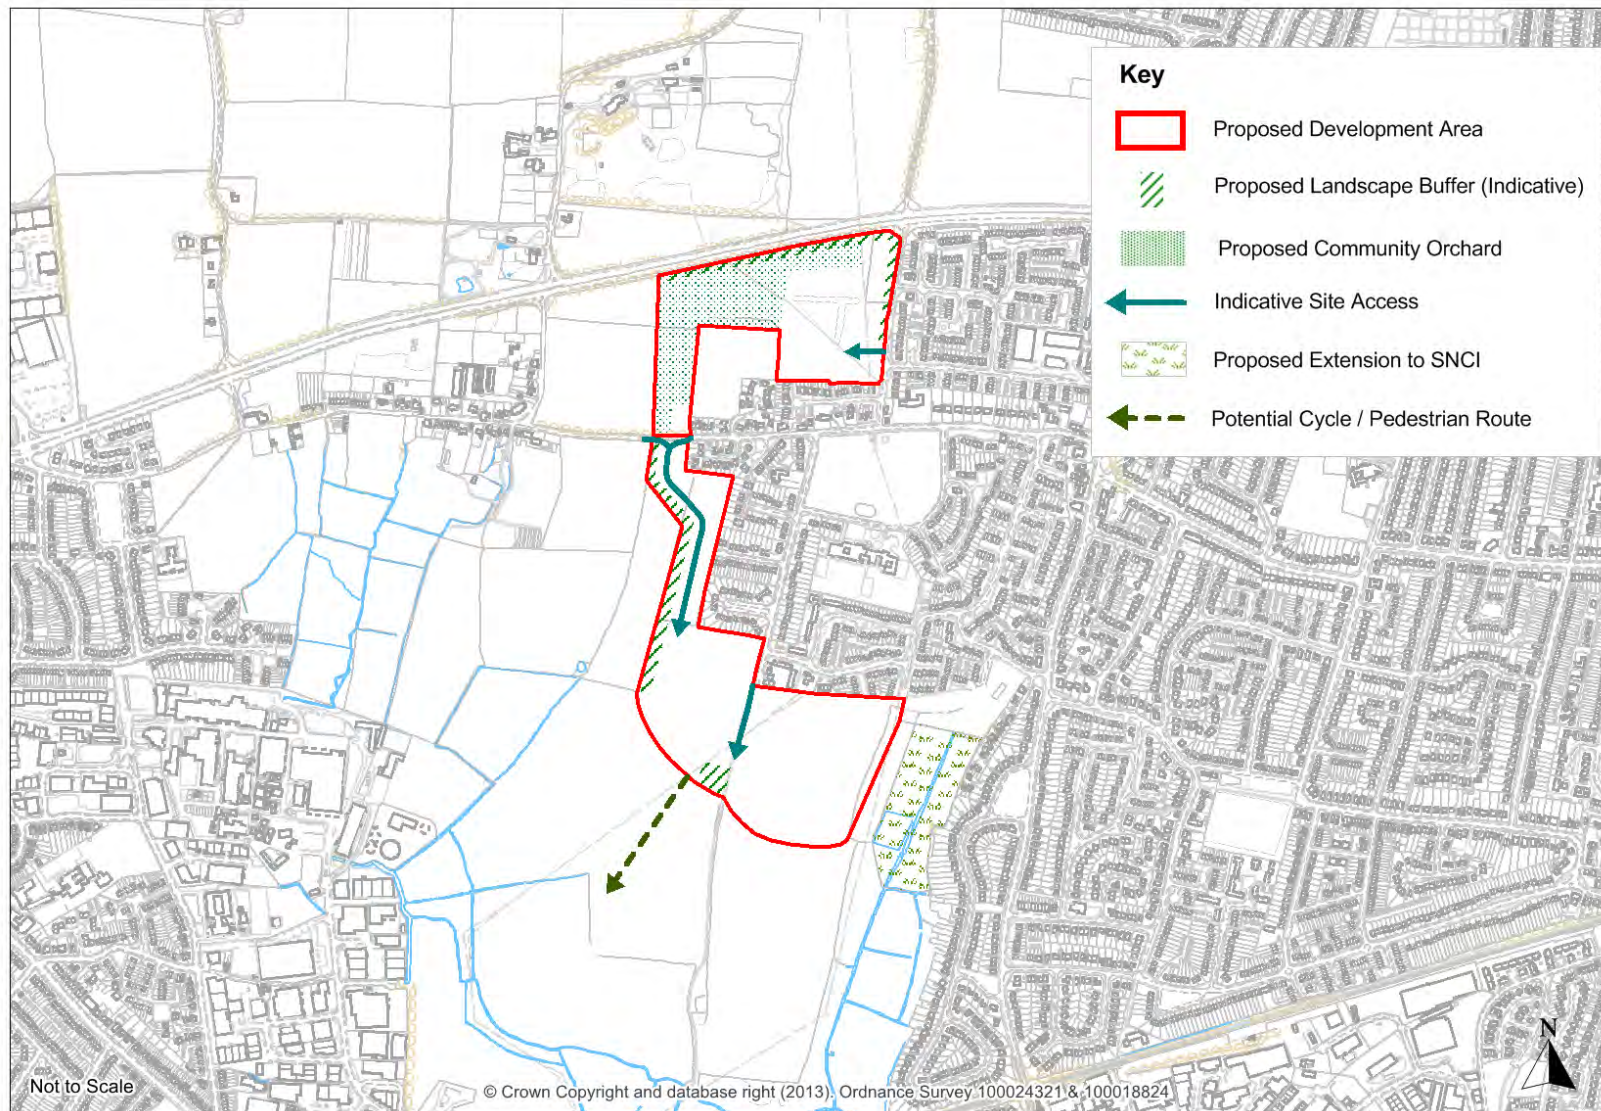 Key
Proposed Development Area
Proposed Landscape Buffer (Indicative)
Proposed Community Orchard
Indicative Site Access
Proposed Extension to SNCI
Potential Cycle / Pedestrian Route
N
Not to Scale
© Crown Copyright and database right (2013). Ordnance Survey 100024321 & 100018824